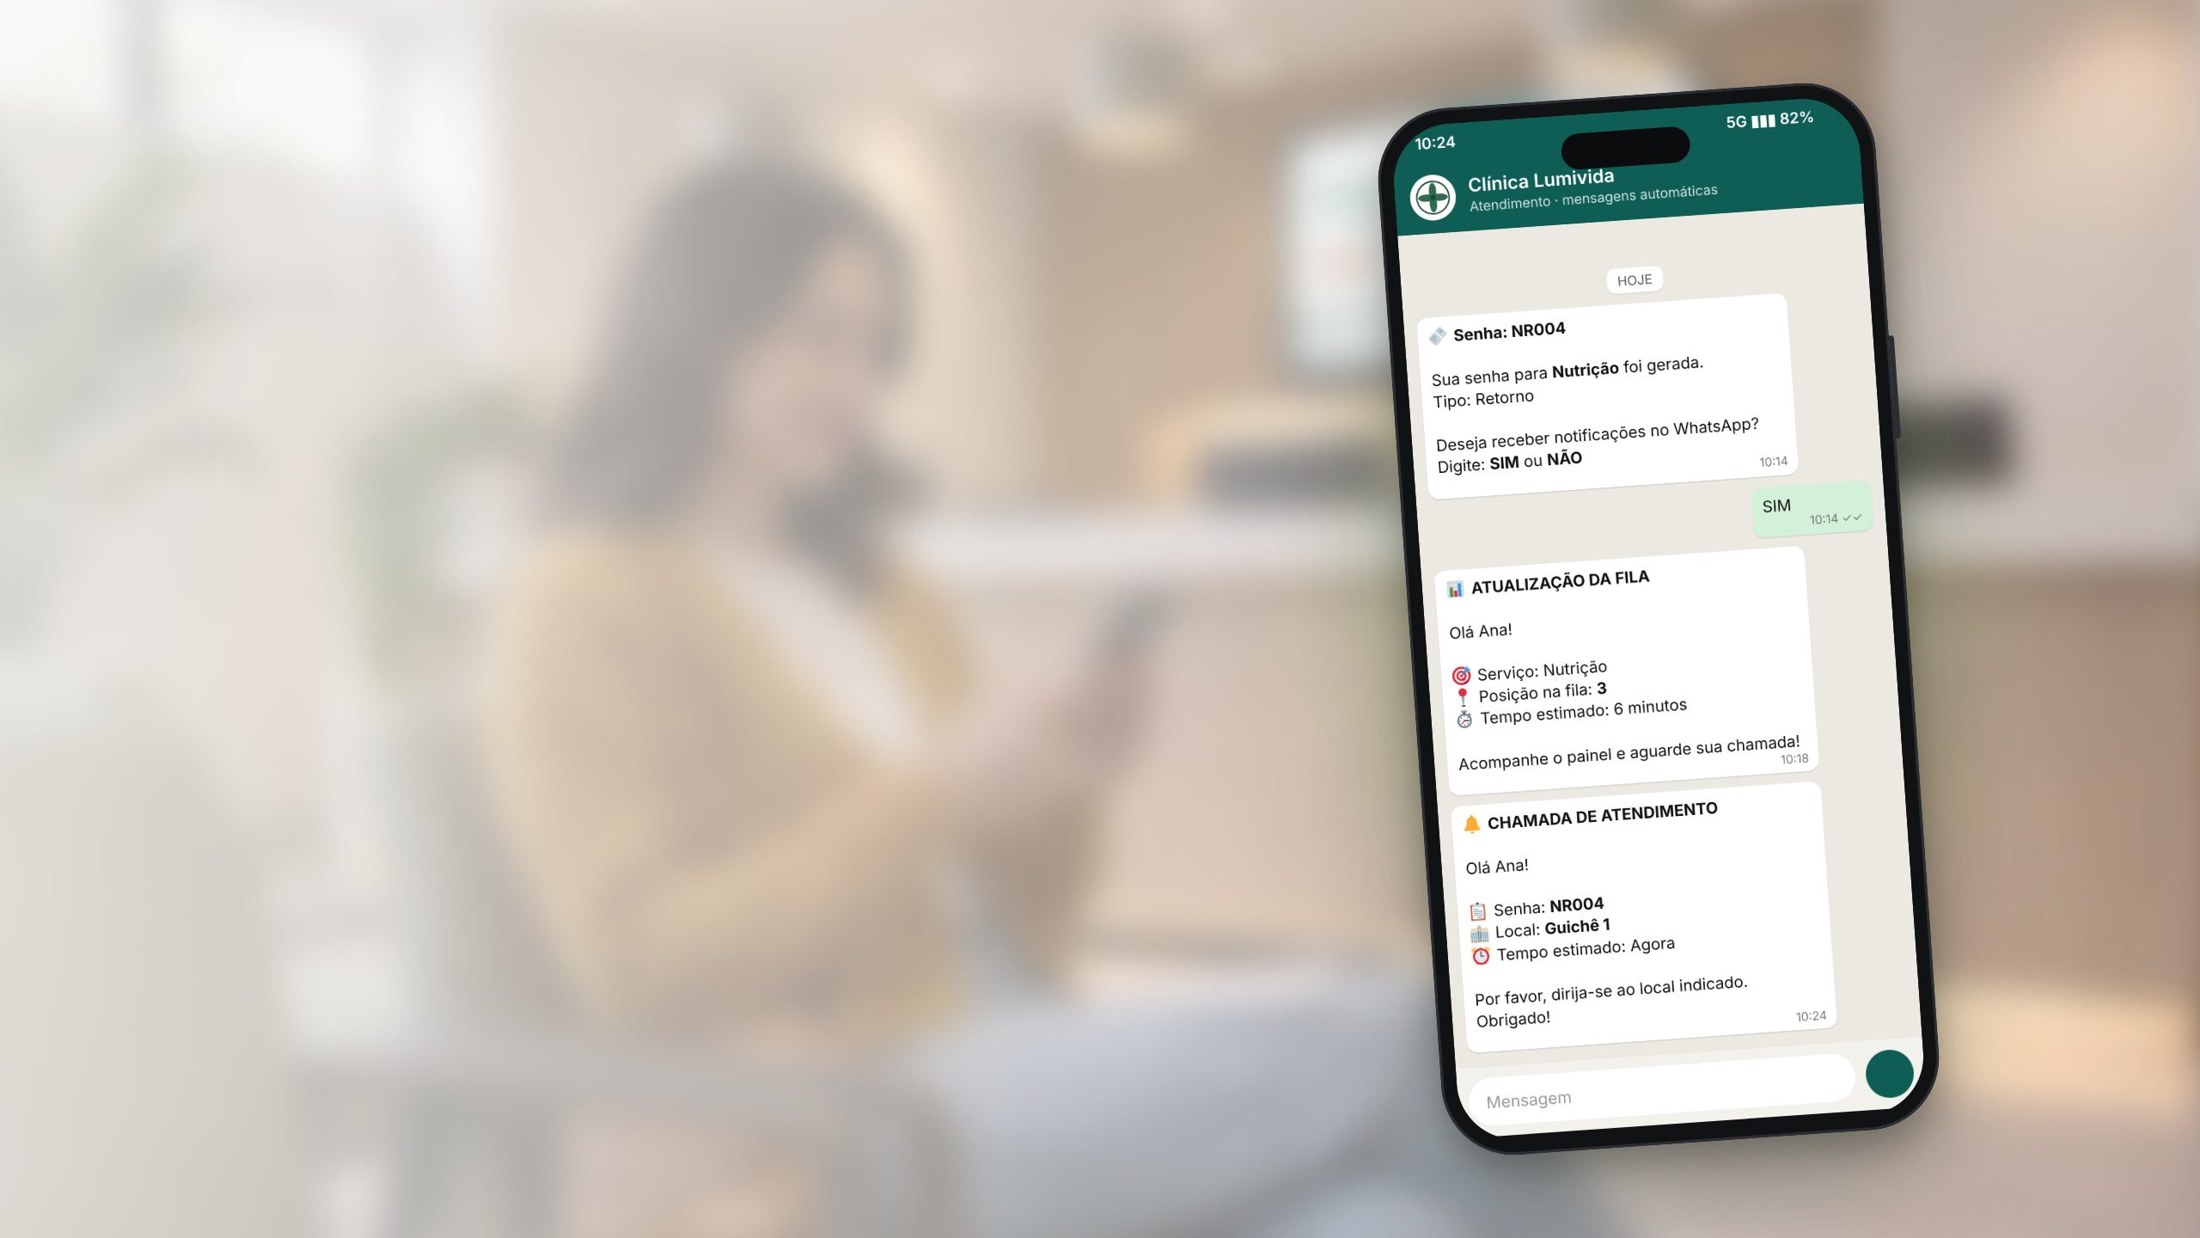 10:24
5G 82%
Clínica Lumivida
Atendimento · mensagens automáticas
HOJE
Senha: NR004
Sua senha para Nutrição foi gerada.
Tipo: Retorno
Deseja receber notificações no WhatsApp?
Digite: SIM ou NÃO
10:14
SIM
10:14
ATUALIZAÇÃO DA FILA
Olá Ana!
Serviço: Nutrição
Posição na fila: 3
Tempo estimado: 6 minutos
Acompanhe o painel e aguarde sua chamada!
10:18
CHAMADA DE ATENDIMENTO
Olá Ana!
Senha: NR004
Local: Guichê 1
Tempo estimado: Agora
Por favor, dirija-se ao local indicado.
Obrigado!
10:24
Mensagem